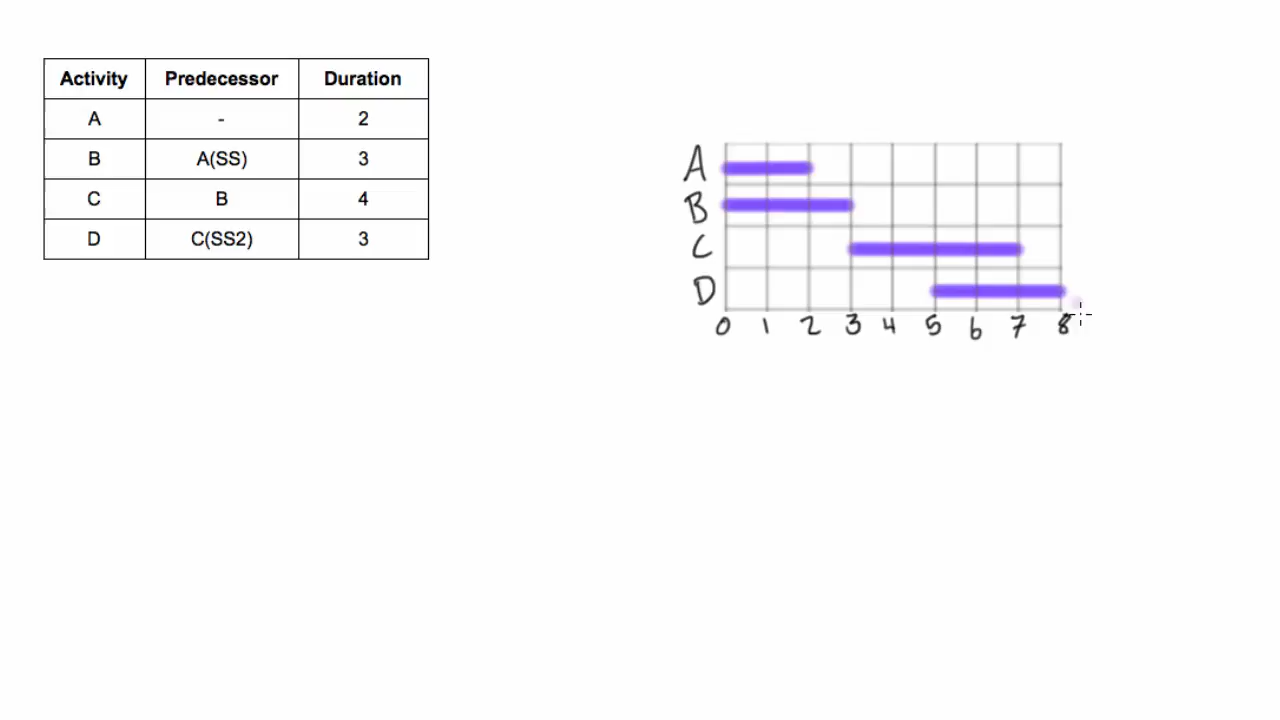 Activity Predecessor Duration
A - 2
B A(SS) 3
C B 4
D C(SS2) 3
A
B
C
D
0 1 2 3 4 5 6 7 8